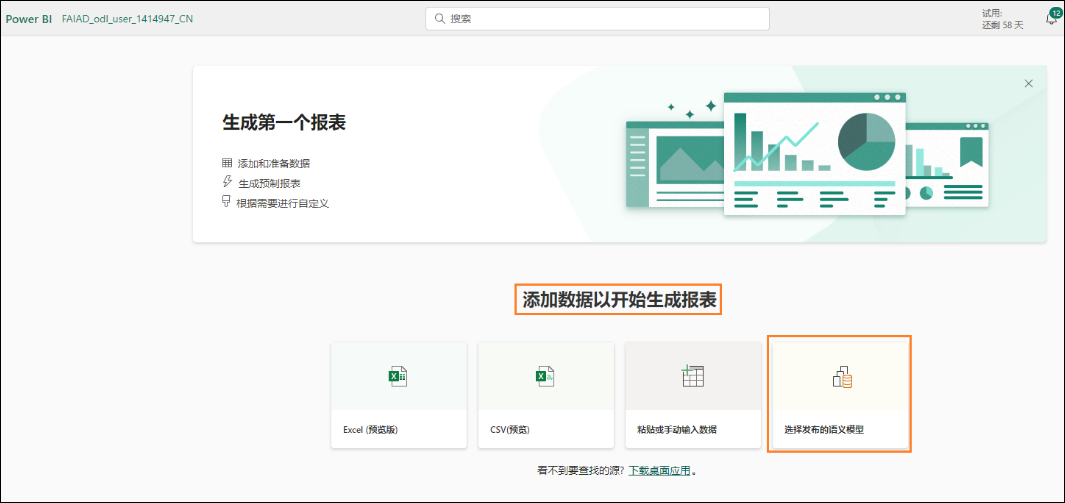 Power BI FAIAD_odl_user_1414947_CN
搜索
试用:
还剩 58 天
12
生成第一个报表
添加和准备数据
生成预制报表
根据需要进行自定义
添加数据以开始生成报表
Excel (预览版)
CSV(预览)
粘贴或手动输入数据
选择发布的语义模型
看不到要查找的源? 下载桌面应用。